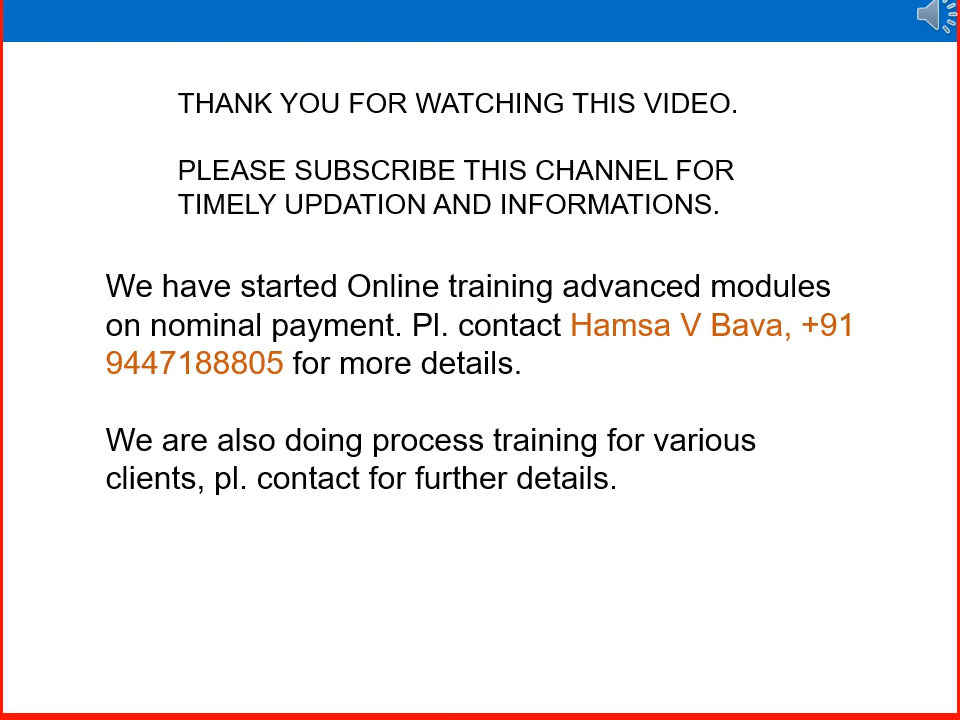 THANK YOU FOR WATCHING THIS VIDEO.
PLEASE SUBSCRIBE THIS CHANNEL FOR
TIMELY UPDATION AND INFORMATIONS.
We have started Online training advanced modules
on nominal payment. Pl. contact Hamsa V Bava, +91
9447188805 for more details.
We are also doing process training for various
clients, pl. contact for further details.